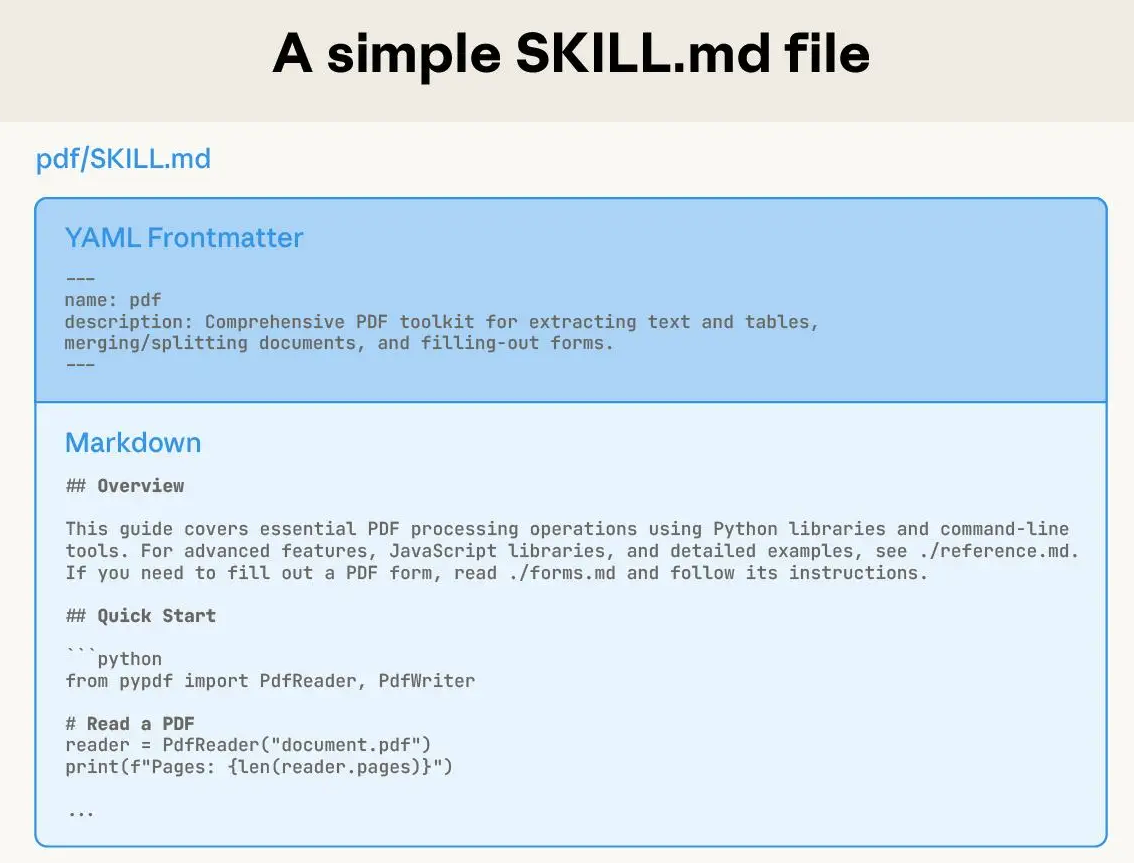 A simple SKILL.md file
pdf/SKILL.md
YAML Frontmatter
---
name: pdf
description: Comprehensive PDF toolkit for extracting text and tables,
merging/splitting documents, and filling-out forms.
---
Markdown
## Overview
This guide covers essential PDF processing operations using Python libraries and command-line
tools. For advanced features, JavaScript libraries, and detailed examples, see ./reference.md.
If you need to fill out a PDF form, read ./forms.md and follow its instructions.
## Quick Start
```python
from pypdf import PdfReader, PdfWriter
# Read a PDF
reader = PdfReader("document.pdf")
print(f"Pages: {len(reader.pages)}")
...